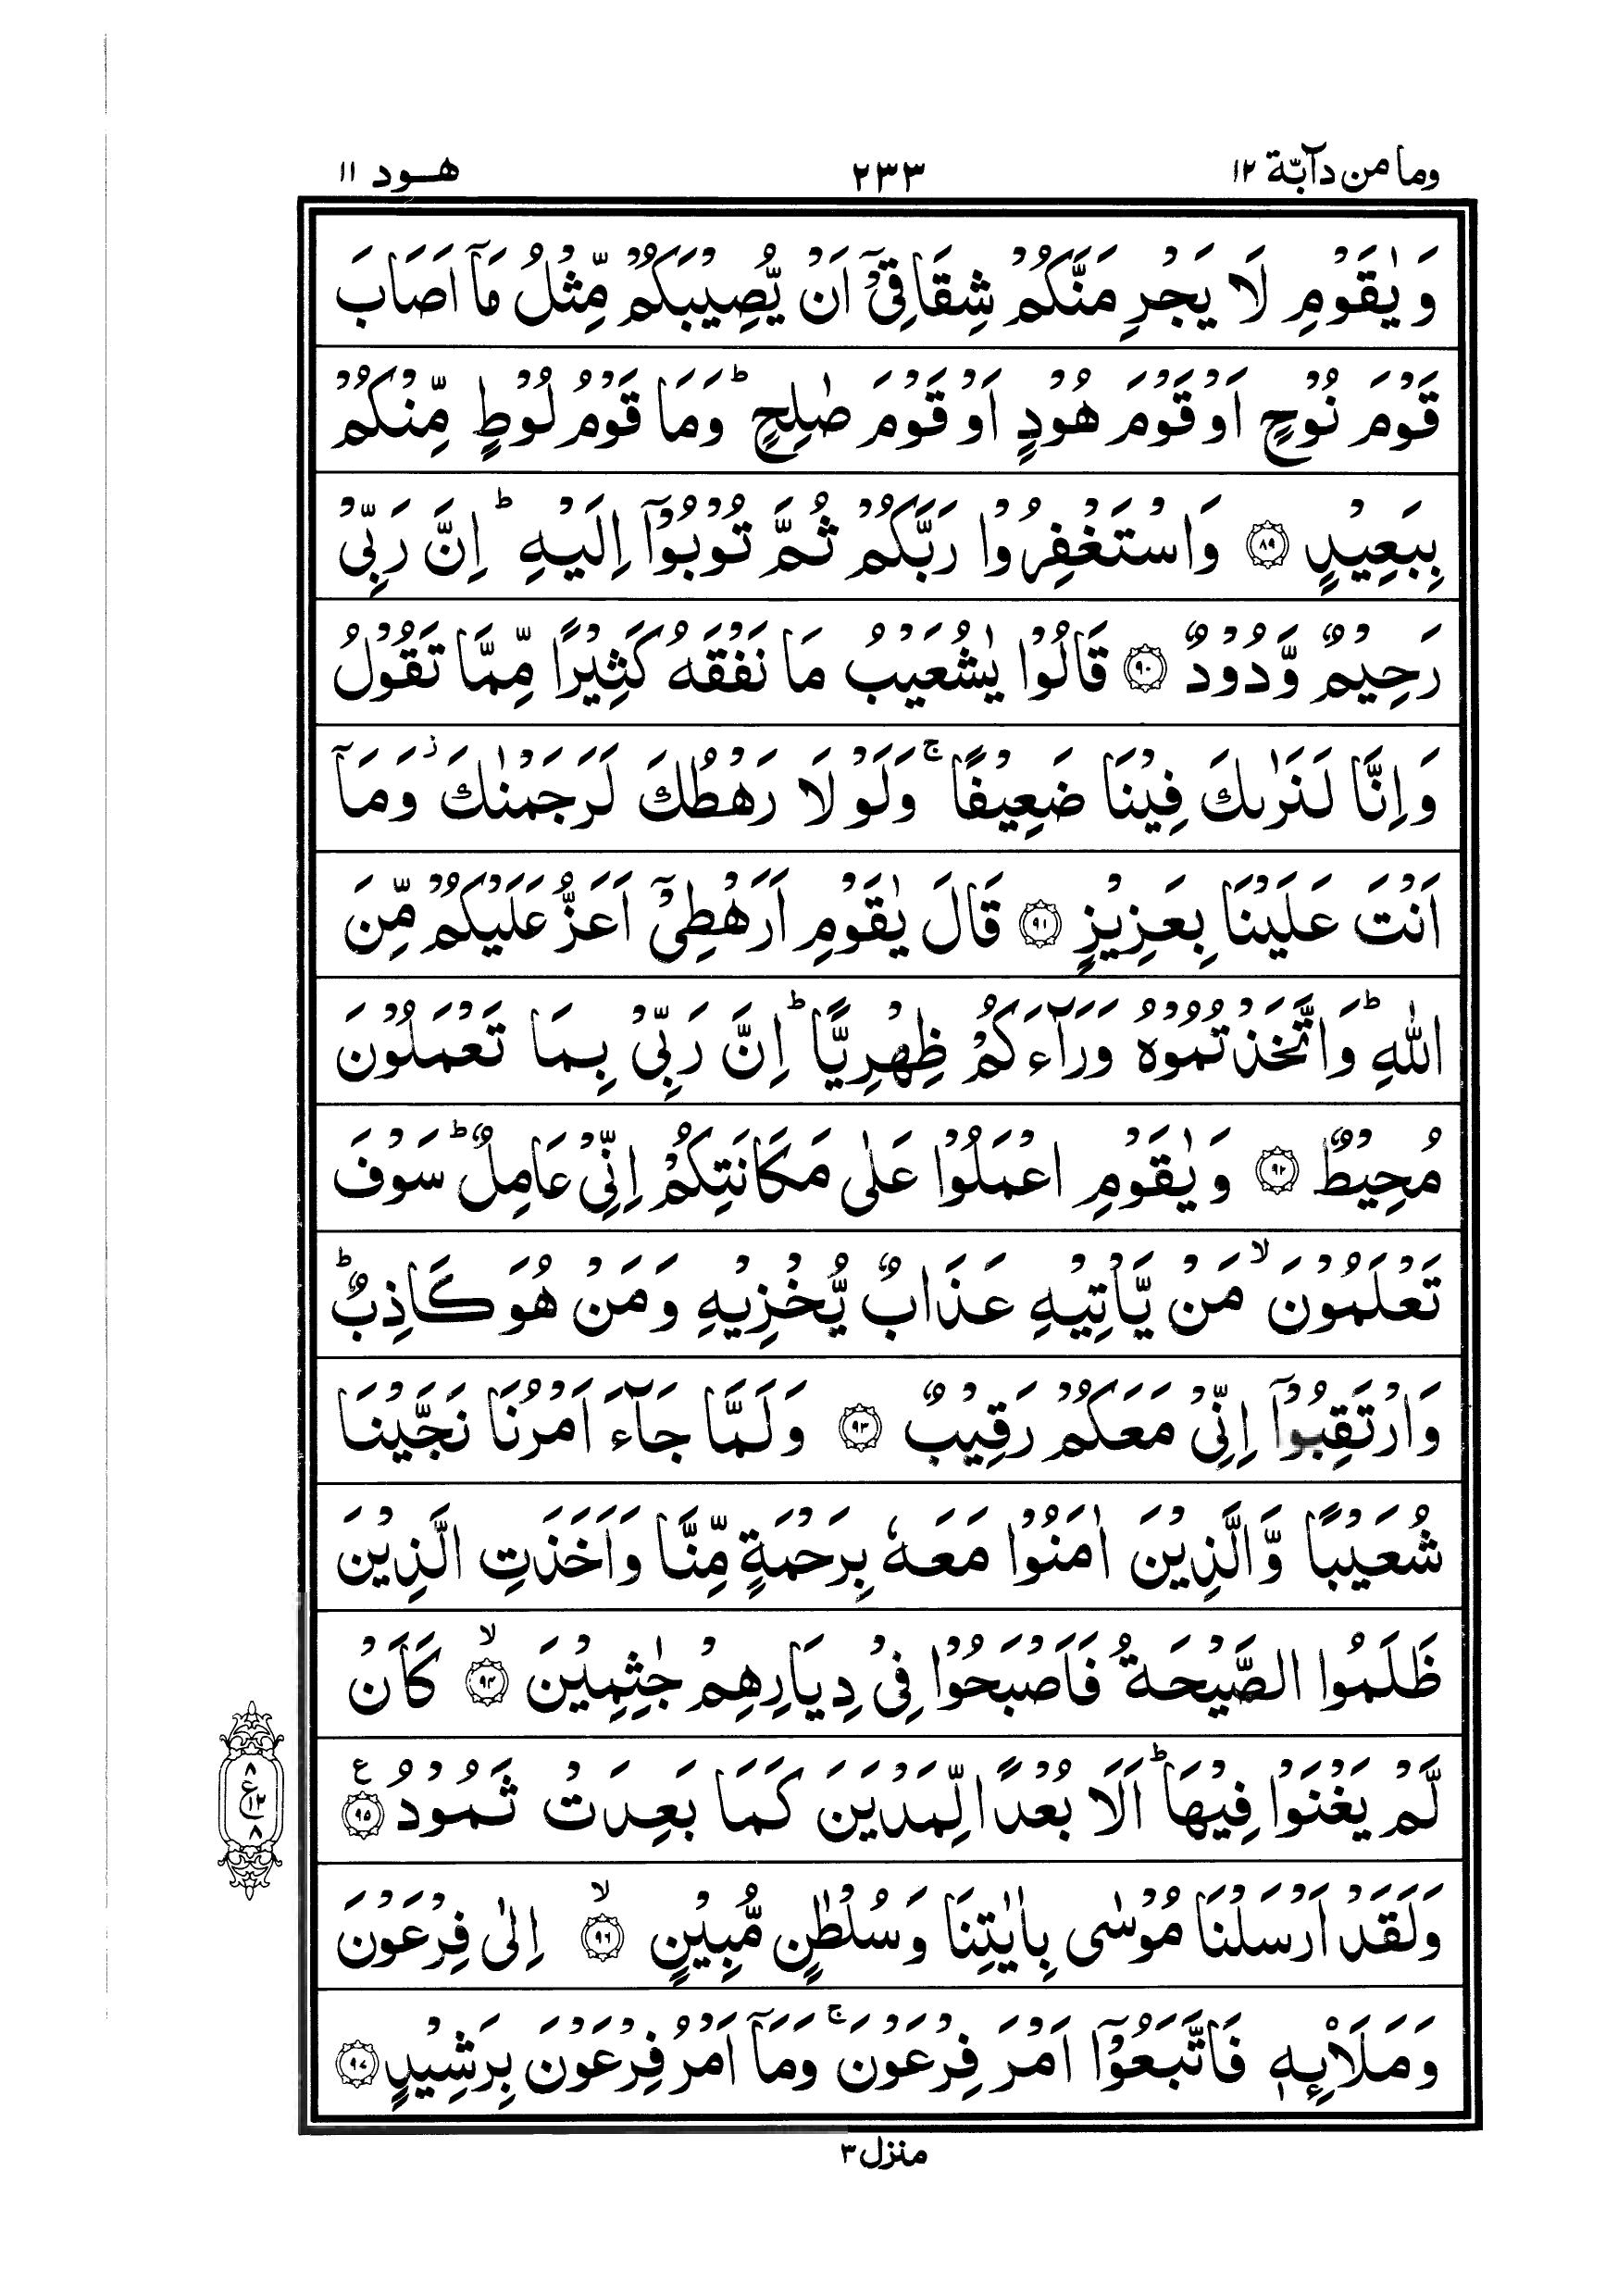 وما من دآبّة ١٢
٢٣٣
هود ١١
وَيٰقَوْمِ لَا يَجْرِمَنَّكُمْ شِقَاقِيْٓ اَنْ يُّصِيْبَكُمْ مِّثْلُ مَآ اَصَابَ
قَوْمَ نُوْحٍ اَوْ قَوْمَ هُوْدٍ اَوْ قَوْمَ صٰلِحٍ ؕ وَمَا قَوْمُ لُوْطٍ مِّنْكُمْ
بِبَعِيْدٍ ۝٨٩ وَاسْتَغْفِرُوْا رَبَّكُمْ ثُمَّ تُوْبُوْٓا اِلَيْهِ ؕ اِنَّ رَبِّيْ
رَحِيْمٌ وَّدُوْدٌ ۝٩٠ قَالُوْا يٰشُعَيْبُ مَا نَفْقَهُ كَثِيْرًا مِّمَّا تَقُوْلُ
وَاِنَّا لَنَرٰىكَ فِيْنَا ضَعِيْفًا ۚ وَلَوْلَا رَهْطُكَ لَرَجَمْنٰكَ ؗ وَمَآ
اَنْتَ عَلَيْنَا بِعَزِيْزٍ ۝٩١ قَالَ يٰقَوْمِ اَرَهْطِيْٓ اَعَزُّ عَلَيْكُمْ مِّنَ
اللّٰهِ ؕ وَاتَّخَذْتُمُوْهُ وَرَآءَكُمْ ظِهْرِيًّا ؕ اِنَّ رَبِّيْ بِمَا تَعْمَلُوْنَ
مُحِيْطٌ ۝٩٢ وَيٰقَوْمِ اعْمَلُوْا عَلٰى مَكَانَتِكُمْ اِنِّيْ عَامِلٌ ؕ سَوْفَ
تَعْلَمُوْنَ ۙ مَنْ يَّاْتِيْهِ عَذَابٌ يُّخْزِيْهِ وَمَنْ هُوَ كَاذِبٌ ؕ
وَارْتَقِبُوْٓا اِنِّيْ مَعَكُمْ رَقِيْبٌ ۝٩٣ وَلَمَّا جَآءَ اَمْرُنَا نَجَّيْنَا
شُعَيْبًا وَّالَّذِيْنَ اٰمَنُوْا مَعَهٗ بِرَحْمَةٍ مِّنَّا وَاَخَذَتِ الَّذِيْنَ
ظَلَمُوا الصَّيْحَةُ فَاَصْبَحُوْا فِيْ دِيَارِهِمْ جٰثِمِيْنَ ۝٩٤ ۙ كَاَنْ
لَّمْ يَغْنَوْا فِيْهَا ؕ اَلَا بُعْدًا لِّمَدْيَنَ كَمَا بَعِدَتْ ثَمُوْدُ ۝٩٥ ع
٨
ع ١٢
٨
وَلَقَدْ اَرْسَلْنَا مُوْسٰى بِاٰيٰتِنَا وَسُلْطٰنٍ مُّبِيْنٍ ۝٩٦ ۙ اِلٰى فِرْعَوْنَ
وَمَلَا۟ئِهٖ فَاتَّبَعُوْٓا اَمْرَ فِرْعَوْنَ ۚ وَمَآ اَمْرُ فِرْعَوْنَ بِرَشِيْدٍ ۝٩٧
منزل ٣